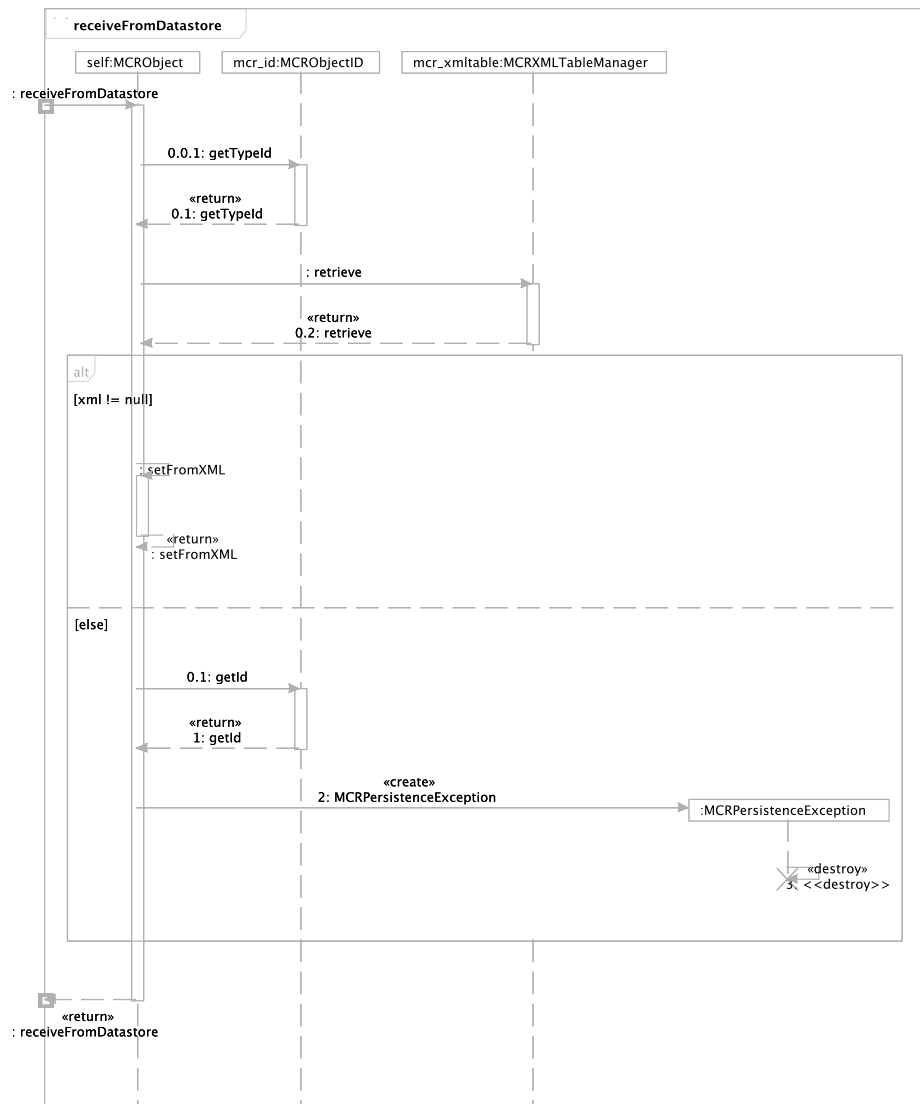 receiveFromDatastore
self:MCRObject
mcr_id:MCRObjectID
mcr_xmltable:MCRXMLTableManager
: receiveFromDatastore
0.0.1: getTypeId
«return»
0.1: getTypeId
: retrieve
«return»
0.2: retrieve
alt
[xml != null]
: setFromXML
«return»
: setFromXML
[else]
0.1: getId
«return»
1: getId
«create»
2: MCRPersistenceException
:MCRPersistenceException
«destroy»
3: <<destroy>>
«return»
: receiveFromDatastore